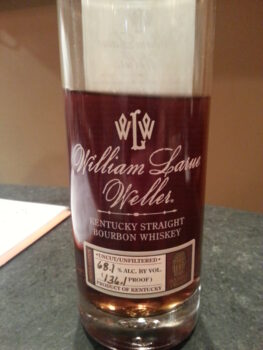 WLW
William Larue
Weller.
KENTUCKY STRAIGHT
BOURBON WHISKEY
•UNCUT/UNFILTERED•
68.1 % ALC. BY VOL.
(136.1 PROOF)
PRODUCT OF KENTUCKY